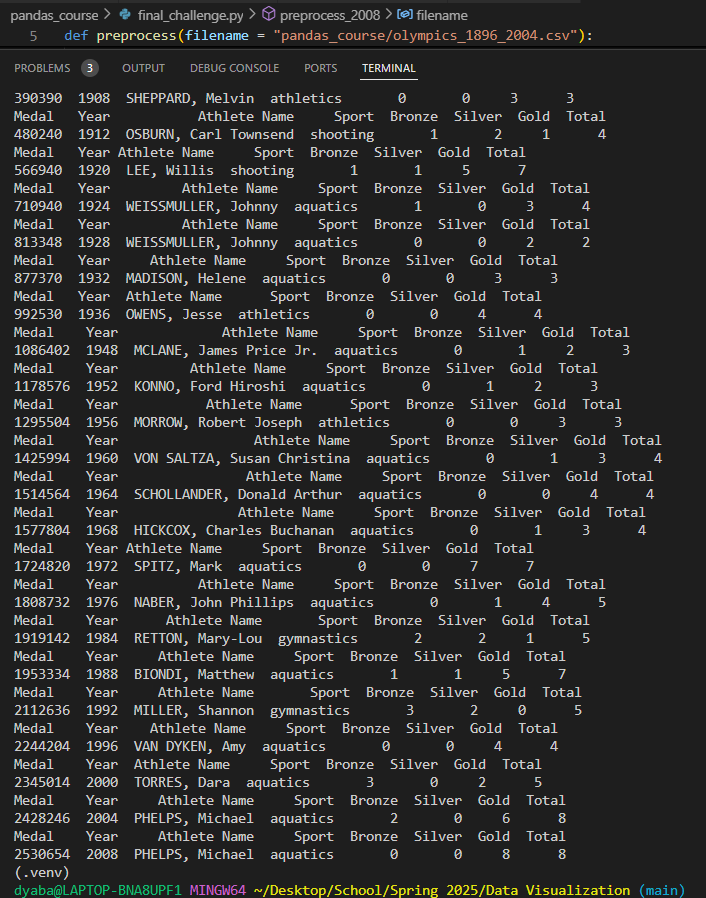 pandas_course > final_challenge.py > preprocess_2008 > filename
5 def preprocess(filename = "pandas_course/olympics_1896_2004.csv"):
PROBLEMS 3 OUTPUT DEBUG CONSOLE PORTS TERMINAL
390390 1908 SHEPPARD, Melvin athletics 0 0 3 3
Medal Year Athlete Name Sport Bronze Silver Gold Total
480240 1912 OSBURN, Carl Townsend shooting 1 2 1 4
Medal Year Athlete Name Sport Bronze Silver Gold Total
566940 1920 LEE, Willis shooting 1 1 5 7
Medal Year Athlete Name Sport Bronze Silver Gold Total
710940 1924 WEISSMULLER, Johnny aquatics 1 0 3 4
Medal Year Athlete Name Sport Bronze Silver Gold Total
813348 1928 WEISSMULLER, Johnny aquatics 0 0 2 2
Medal Year Athlete Name Sport Bronze Silver Gold Total
877370 1932 MADISON, Helene aquatics 0 0 3 3
Medal Year Athlete Name Sport Bronze Silver Gold Total
992530 1936 OWENS, Jesse athletics 0 0 4 4
Medal Year Athlete Name Sport Bronze Silver Gold Total
1086402 1948 MCLANE, James Price Jr. aquatics 0 1 2 3
Medal Year Athlete Name Sport Bronze Silver Gold Total
1178576 1952 KONNO, Ford Hiroshi aquatics 0 1 2 3
Medal Year Athlete Name Sport Bronze Silver Gold Total
1295504 1956 MORROW, Robert Joseph athletics 0 0 3 3
Medal Year Athlete Name Sport Bronze Silver Gold Total
1425994 1960 VON SALTZA, Susan Christina aquatics 0 1 3 4
Medal Year Athlete Name Sport Bronze Silver Gold Total
1514564 1964 SCHOLLANDER, Donald Arthur aquatics 0 0 4 4
Medal Year Athlete Name Sport Bronze Silver Gold Total
1577804 1968 HICKCOX, Charles Buchanan aquatics 0 1 3 4
Medal Year Athlete Name Sport Bronze Silver Gold Total
1724820 1972 SPITZ, Mark aquatics 0 0 7 7
Medal Year Athlete Name Sport Bronze Silver Gold Total
1808732 1976 NABER, John Phillips aquatics 0 1 4 5
Medal Year Athlete Name Sport Bronze Silver Gold Total
1919142 1984 RETTON, Mary-Lou gymnastics 2 2 1 5
Medal Year Athlete Name Sport Bronze Silver Gold Total
1953334 1988 BIONDI, Matthew aquatics 1 1 5 7
Medal Year Athlete Name Sport Bronze Silver Gold Total
2112636 1992 MILLER, Shannon gymnastics 3 2 0 5
Medal Year Athlete Name Sport Bronze Silver Gold Total
2244204 1996 VAN DYKEN, Amy aquatics 0 0 4 4
Medal Year Athlete Name Sport Bronze Silver Gold Total
2345014 2000 TORRES, Dara aquatics 3 0 2 5
Medal Year Athlete Name Sport Bronze Silver Gold Total
2428246 2004 PHELPS, Michael aquatics 2 0 6 8
Medal Year Athlete Name Sport Bronze Silver Gold Total
2530654 2008 PHELPS, Michael aquatics 0 0 8 8
(.venv)
dyaba@LAPTOP-BNA8UPF1 MINGW64 ~/Desktop/School/Spring 2025/Data Visualization (main)